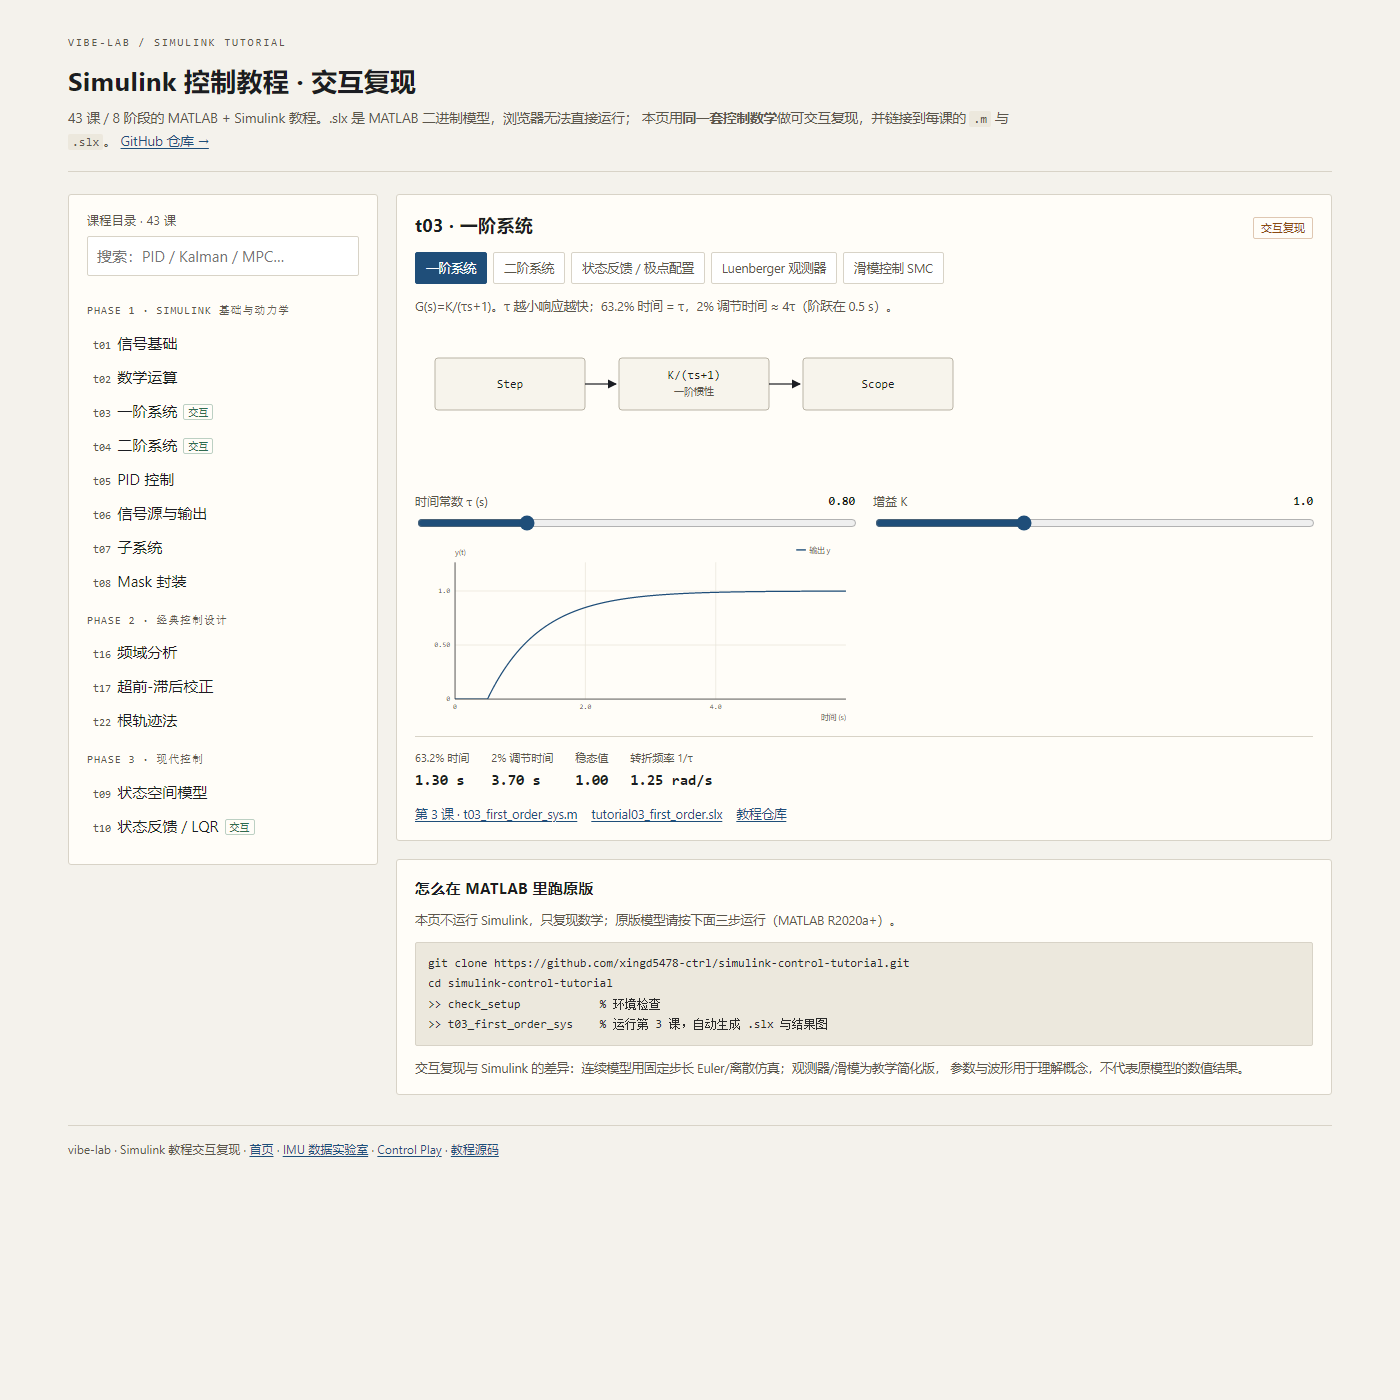 VIBE-LAB / SIMULINK TUTORIAL
Simulink 控制教程 · 交互复现
43 课 / 8 阶段的 MATLAB + Simulink 教程。.slx 是 MATLAB 二进制模型，浏览器无法直接运行； 本页用同一套控制数学做可交互复现，并链接到每课的 .m 与
.slx。 GitHub 仓库 →
课程目录 · 43 课
搜索：PID / Kalman / MPC...
PHASE 1 · SIMULINK 基础与动力学
t01 信号基础
t02 数学运算
t03 一阶系统 交互
t04 二阶系统 交互
t05 PID 控制
t06 信号源与输出
t07 子系统
t08 Mask 封装
PHASE 2 · 经典控制设计
t16 频域分析
t17 超前-滞后校正
t22 根轨迹法
PHASE 3 · 现代控制
t09 状态空间模型
t10 状态反馈 / LQR 交互
t03 · 一阶系统
交互复现
一阶系统 二阶系统 状态反馈 / 极点配置 Luenberger 观测器 滑模控制 SMC
G(s)=K/(τs+1)。τ 越小响应越快；63.2% 时间 = τ，2% 调节时间 ≈ 4τ（阶跃在 0.5 s）。
Step
K/(τs+1)
一阶惯性
Scope
时间常数 τ (s) 0.80
增益 K 1.0
y(t)
输出 y
1.0
0.50
0
0 2.0 4.0
时间 (s)
63.2% 时间 2% 调节时间 稳态值 转折频率 1/τ
1.30 s 3.70 s 1.00 1.25 rad/s
第 3 课 · t03_first_order_sys.m tutorial03_first_order.slx 教程仓库
怎么在 MATLAB 里跑原版
本页不运行 Simulink，只复现数学；原版模型请按下面三步运行（MATLAB R2020a+）。
git clone https://github.com/xingd5478-ctrl/simulink-control-tutorial.git
cd simulink-control-tutorial
>> check_setup % 环境检查
>> t03_first_order_sys % 运行第 3 课，自动生成 .slx 与结果图
交互复现与 Simulink 的差异：连续模型用固定步长 Euler/离散仿真；观测器/滑模为教学简化版， 参数与波形用于理解概念，不代表原模型的数值结果。
vibe-lab · Simulink 教程交互复现 · 首页 · IMU 数据实验室 · Control Play · 教程源码